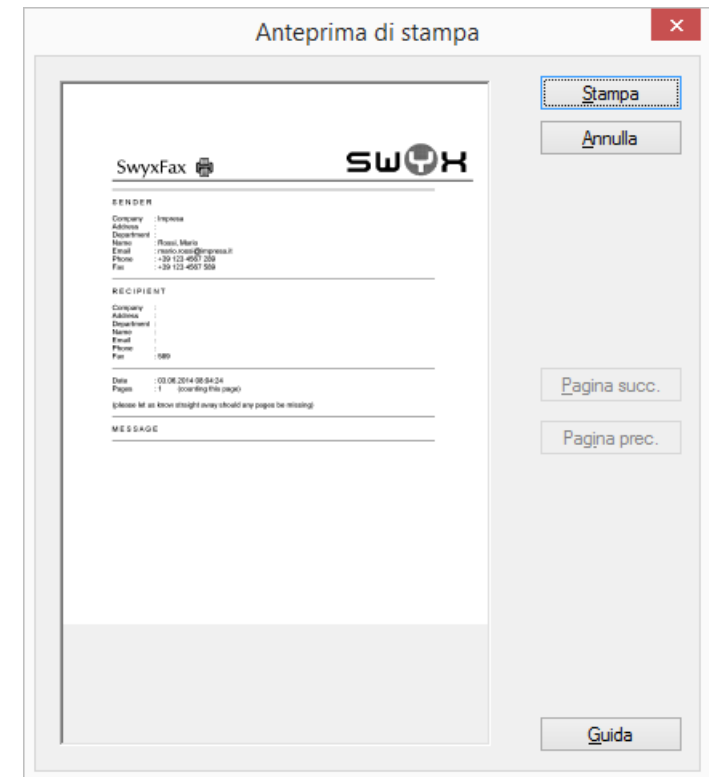 Anteprima di stampa
Stampa
Annulla
SwyxFax
swyx
SENDER
Company : Impresa
Address :
Department :
Name : Rossi, Mario
Email : mario.rossi@impresa.it
Phone : +39 123 4567 289
Fax : +39 123 4567 589
RECIPIENT
Company :
Address :
Department :
Name :
Email :
Phone :
Fax : 589
Date : 03.06.2014 08:64:24
Pages : 1 (counting this page)
(please let us know straight away should any pages be missing)
MESSAGE
Pagina succ.
Pagina prec.
Guida